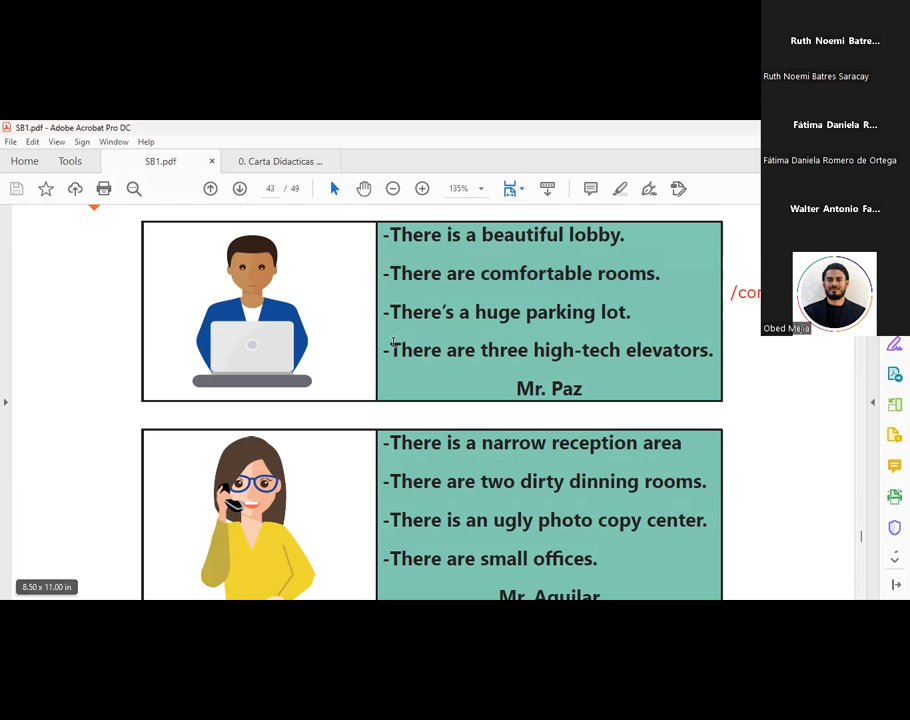 Ruth Noemi Batre...
Ruth Noemi Batres Saracay
Fátima Daniela R...
Fátima Daniela Romero de Ortega
Walter Antonio Fa...
Obed Mejia
SB1.pdf - Adobe Acrobat Pro DC
File Edit View Sign Window Help
Home Tools SB1.pdf × 0. Carta Didacticas ...
43 / 49 135%
-There is a beautiful lobby.
-There are comfortable rooms.
/cor
-There's a huge parking lot.
-There are three high-tech elevators.
Mr. Paz
-There is a narrow reception area
-There are two dirty dinning rooms.
-There is an ugly photo copy center.
-There are small offices.
Mr. Aguilar
8.50 x 11.00 in